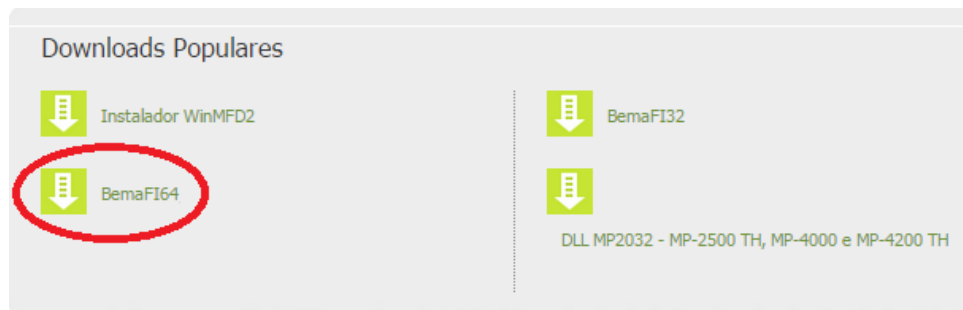 Downloads Populares
Instalador WinMFD2
BemaFI32
BemaFI64
DLL MP2032 - MP-2500 TH, MP-4000 e MP-4200 TH